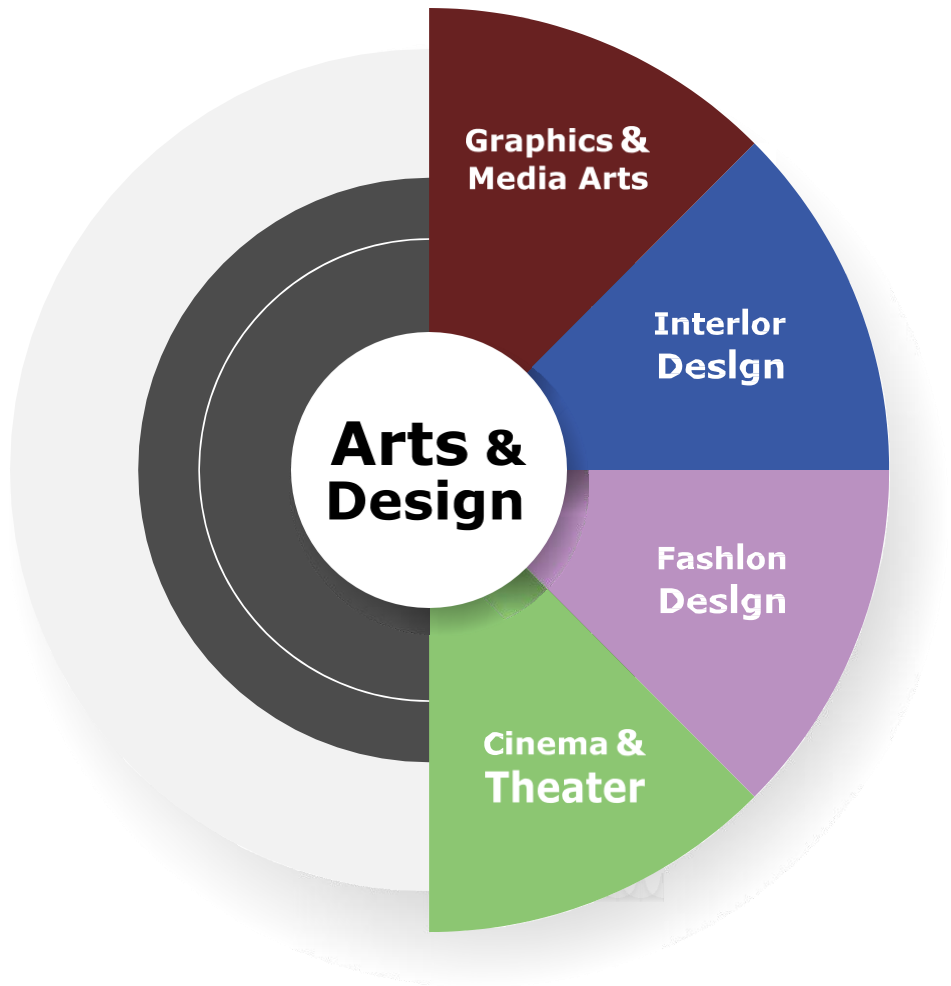 Graphics &
Media Arts
Interlor
Deslgn
Arts &
Design
Fashlon
Deslgn
Cinema &
Theater